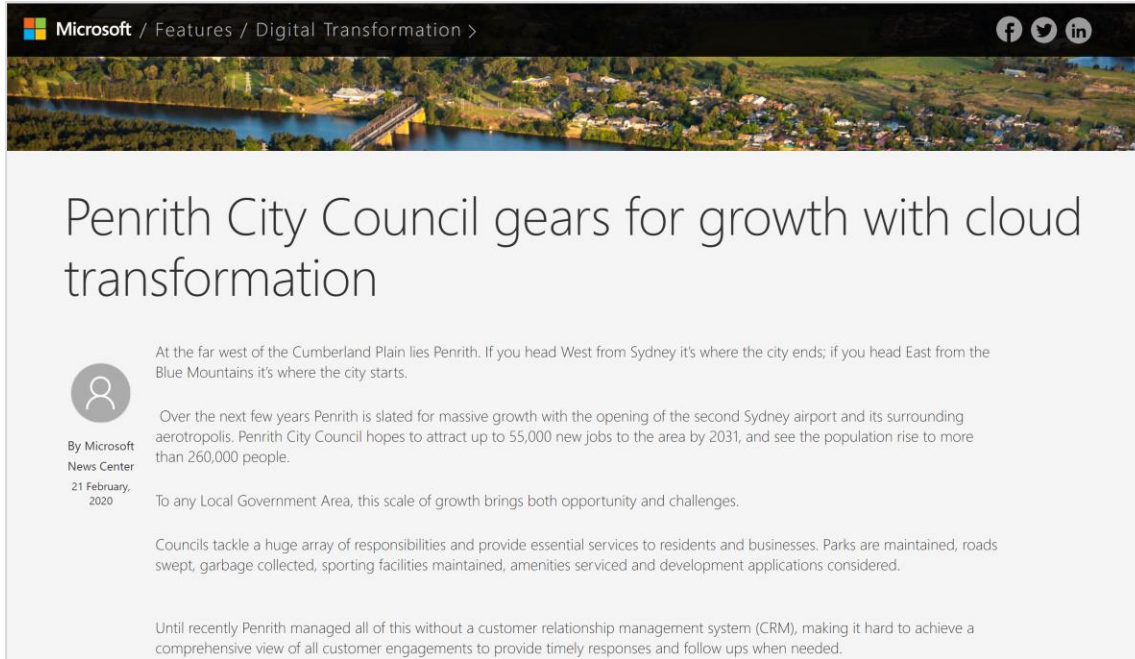 Microsoft / Features / Digital Transformation >
Penrith City Council gears for growth with cloud
transformation
By Microsoft
News Center
21 February,
2020
At the far west of the Cumberland Plain lies Penrith. If you head West from Sydney it's where the city ends; if you head East from the
Blue Mountains it's where the city starts.
Over the next few years Penrith is slated for massive growth with the opening of the second Sydney airport and its surrounding
aerotropolis. Penrith City Council hopes to attract up to 55,000 new jobs to the area by 2031, and see the population rise to more
than 260,000 people.
To any Local Government Area, this scale of growth brings both opportunity and challenges.
Councils tackle a huge array of responsibilities and provide essential services to residents and businesses. Parks are maintained, roads
swept, garbage collected, sporting facilities maintained, amenities serviced and development applications considered.
Until recently Penrith managed all of this without a customer relationship management system (CRM), making it hard to achieve a
comprehensive view of all customer engagements to provide timely responses and follow ups when needed.